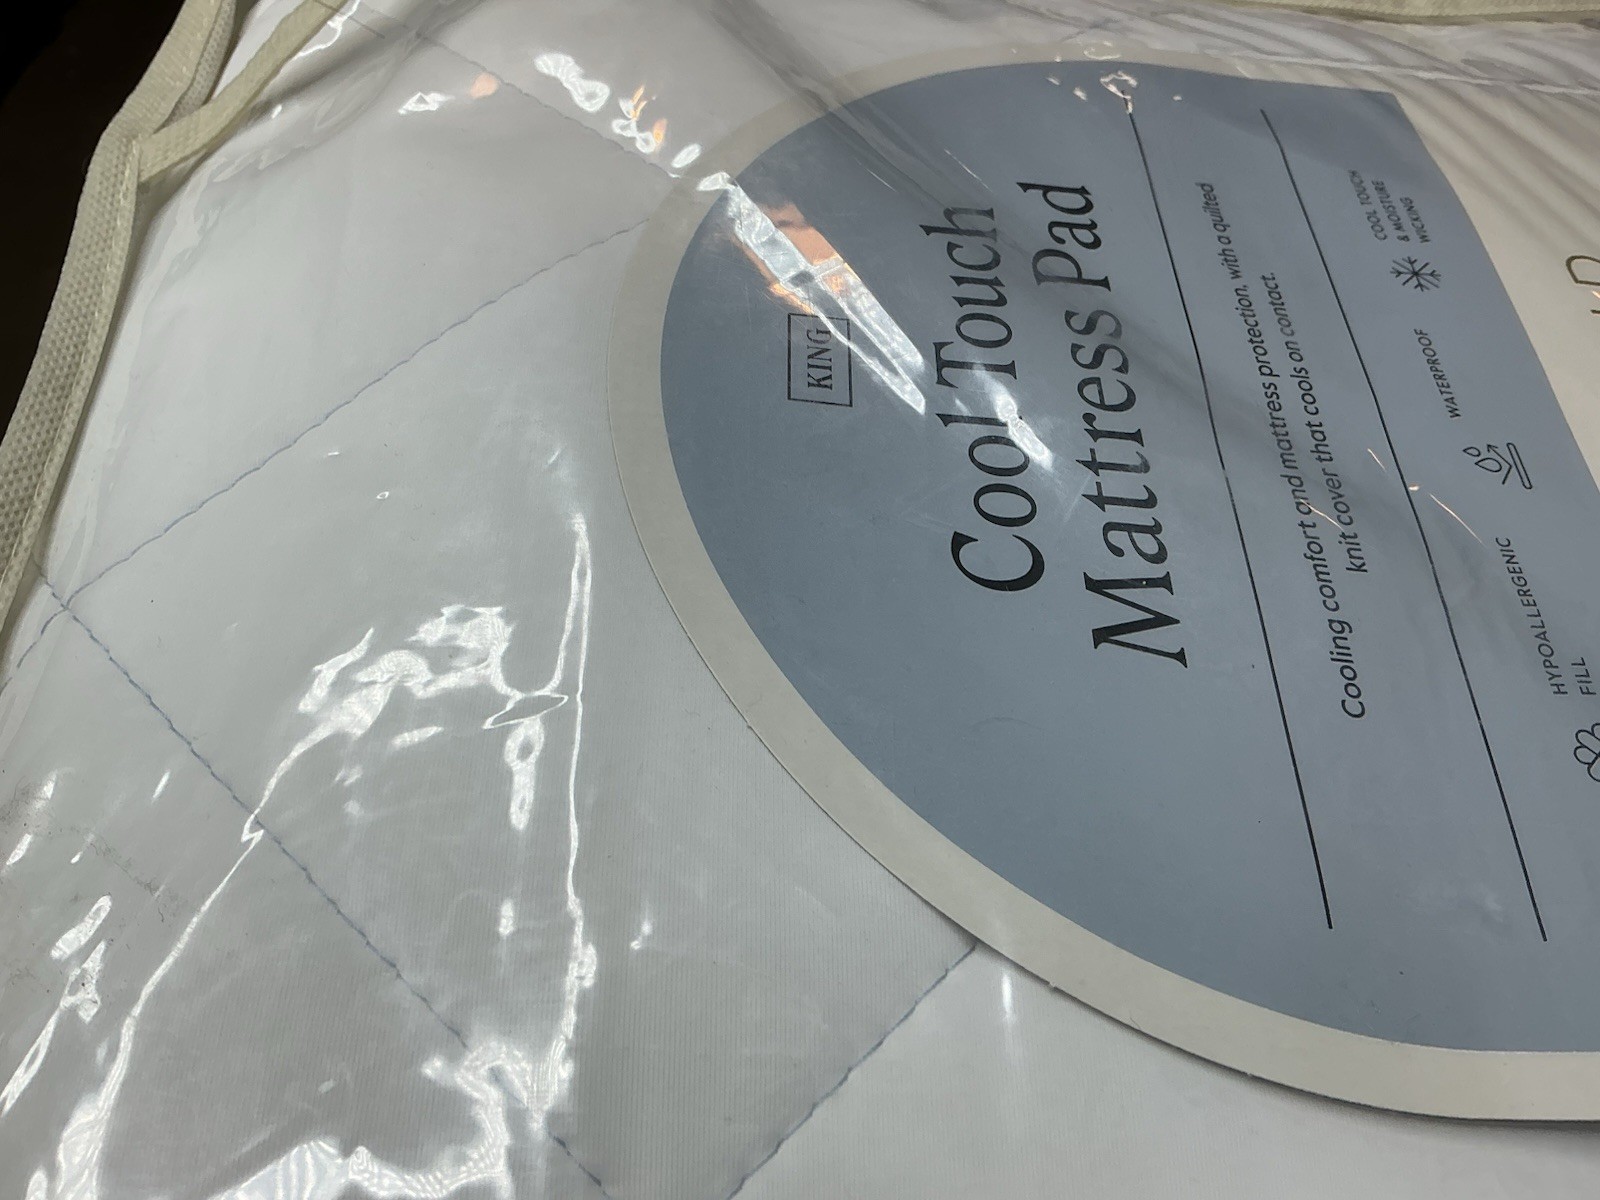 KING
Cool Touch
Mattress Pad
Cooling comfort and mattress protection, with a quilted
knit cover that cools on contact.
HYPOALLERGENIC
FILL
WATERPROOF
COOL TOUCH
& MOISTURE
WICKING